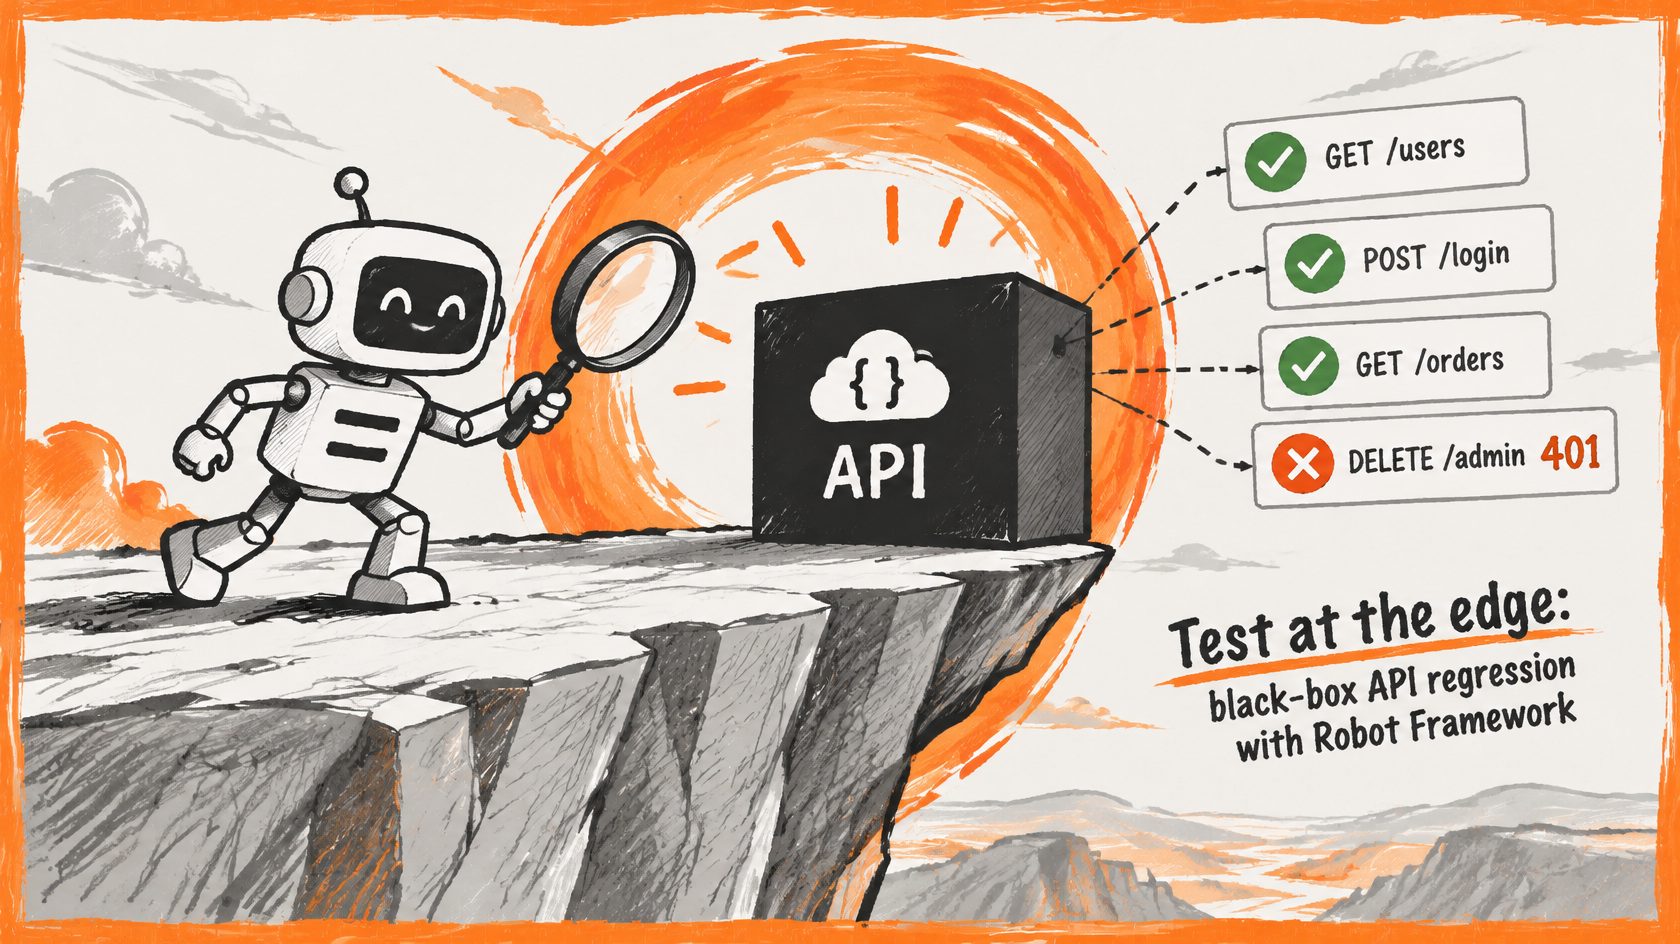 { }
API
GET /users
POST /login
GET /orders
DELETE /admin 401
Test at the edge:
black-box API regression
with Robot Framework